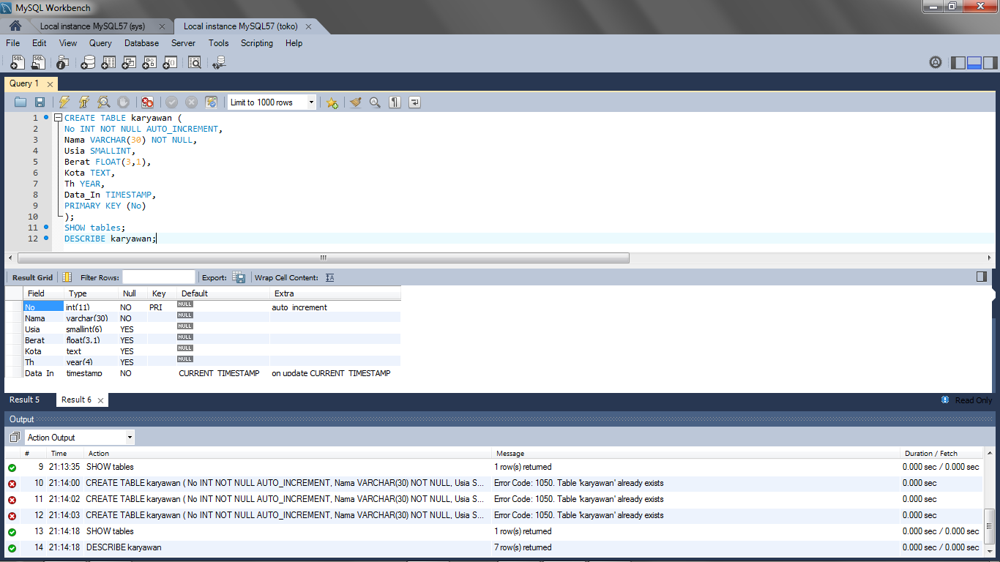 MySQL Workbench
Local instance MySQL57 (sys) Local instance MySQL57 (toko)
File Edit View Query Database Server Tools Scripting Help
Query 1
Limit to 1000 rows
1 CREATE TABLE karyawan (
2 No INT NOT NULL AUTO_INCREMENT,
3 Nama VARCHAR(30) NOT NULL,
4 Usia SMALLINT,
5 Berat FLOAT(3,1),
6 Kota TEXT,
7 Th YEAR,
8 Data_In TIMESTAMP,
9 PRIMARY KEY (No)
10 );
11 SHOW tables;
12 DESCRIBE karyawan;
Result Grid Filter Rows: Export: Wrap Cell Content:
Field Type Null Key Default Extra
No int(11) NO PRI NULL auto_increment
Nama varchar(30) NO NULL
Usia smallint(6) YES NULL
Berat float(3,1) YES NULL
Kota text YES NULL
Th year(4) YES NULL
Data_In timestamp NO CURRENT_TIMESTAMP on update CURRENT_TIMESTAMP
Result 5 Result 6 Read Only
Output
Action Output
# Time Action Message Duration / Fetch
9 21:13:35 SHOW tables 1 row(s) returned 0.000 sec / 0.000 sec
10 21:14:00 CREATE TABLE karyawan ( No INT NOT NULL AUTO_INCREMENT, Nama VARCHAR(30) NOT NULL, Usia S... Error Code: 1050. Table 'karyawan' already exists 0.000 sec
11 21:14:02 CREATE TABLE karyawan ( No INT NOT NULL AUTO_INCREMENT, Nama VARCHAR(30) NOT NULL, Usia S... Error Code: 1050. Table 'karyawan' already exists 0.000 sec
12 21:14:03 CREATE TABLE karyawan ( No INT NOT NULL AUTO_INCREMENT, Nama VARCHAR(30) NOT NULL, Usia S... Error Code: 1050. Table 'karyawan' already exists 0.000 sec
13 21:14:18 SHOW tables 1 row(s) returned 0.000 sec / 0.000 sec
14 21:14:18 DESCRIBE karyawan 7 row(s) returned 0.000 sec / 0.000 sec